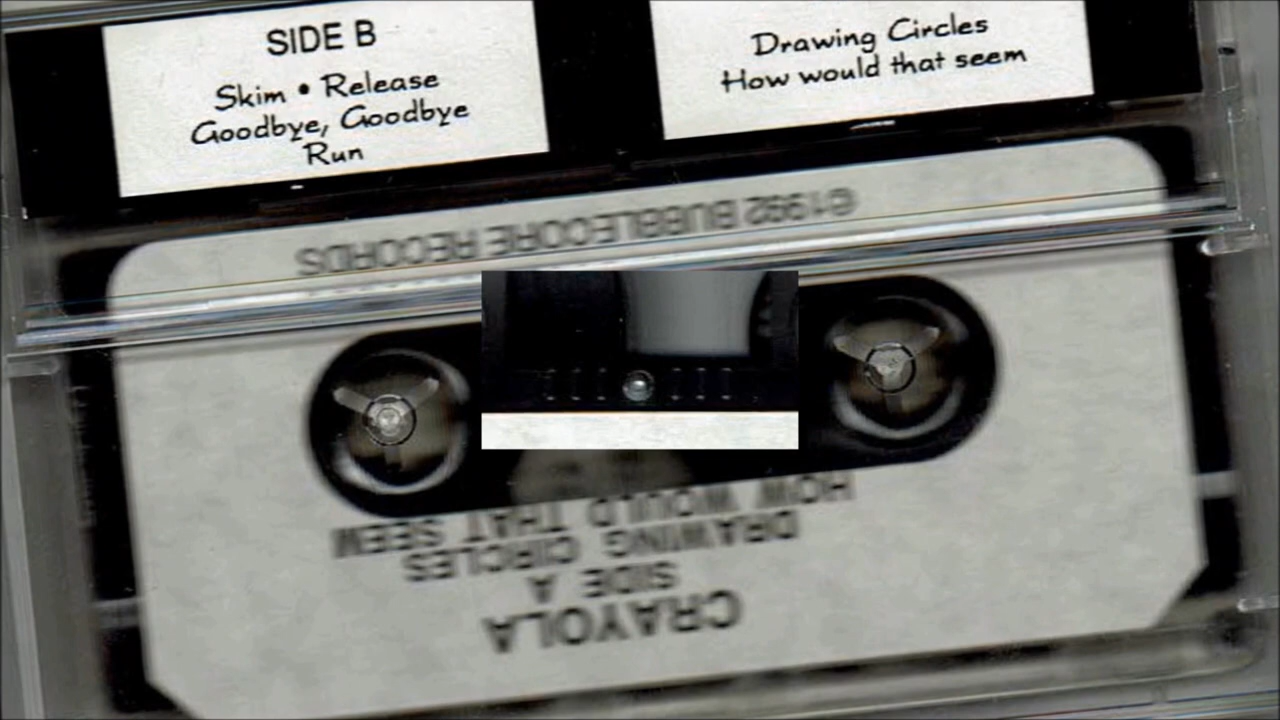 SIDE B
Skim • Release
Goodbye, Goodbye
Run
Drawing Circles
How would that seem
©1992 BUBBLECORE RECORDS
CRAYOLA
SIDE A
DRAWING CIRCLES
HOW WOULD THAT SEEM